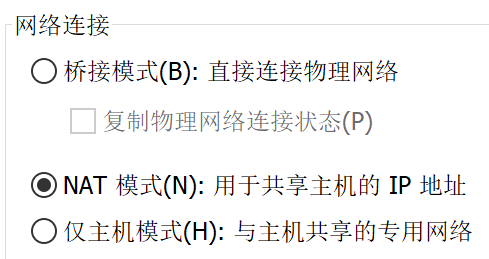 网络连接
桥接模式(B): 直接连接物理网络
复制物理网络连接状态(P)
NAT 模式(N): 用于共享主机的 IP 地址
仅主机模式(H): 与主机共享的专用网络